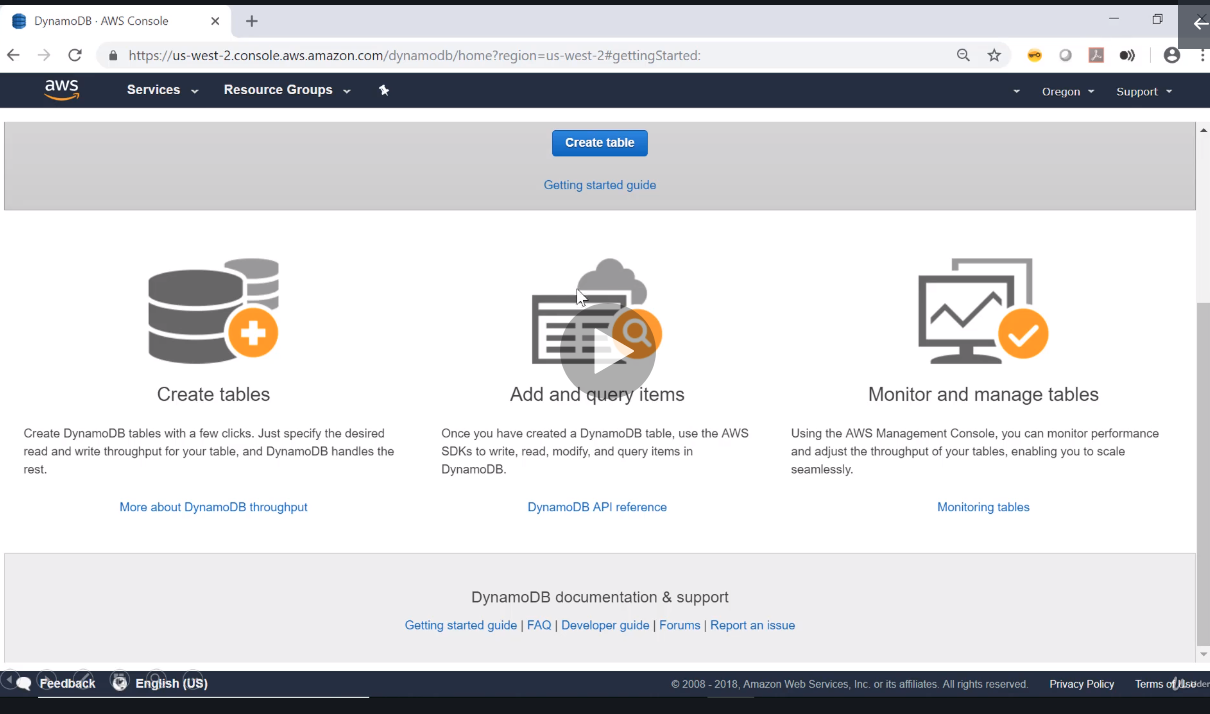 DynamoDB · AWS Console
https://us-west-2.console.aws.amazon.com/dynamodb/home?region=us-west-2#gettingStarted:
aws Services Resource Groups Oregon Support
Create table
Getting started guide
Create tables
Create DynamoDB tables with a few clicks. Just specify the desired
read and write throughput for your table, and DynamoDB handles the
rest.
More about DynamoDB throughput
Add and query items
Once you have created a DynamoDB table, use the AWS
SDKs to write, read, modify, and query items in
DynamoDB.
DynamoDB API reference
Monitor and manage tables
Using the AWS Management Console, you can monitor performance
and adjust the throughput of your tables, enabling you to scale
seamlessly.
Monitoring tables
DynamoDB documentation & support
Getting started guide | FAQ | Developer guide | Forums | Report an issue
Feedback English (US) © 2008 - 2018, Amazon Web Services, Inc. or its affiliates. All rights reserved. Privacy Policy Terms of Use